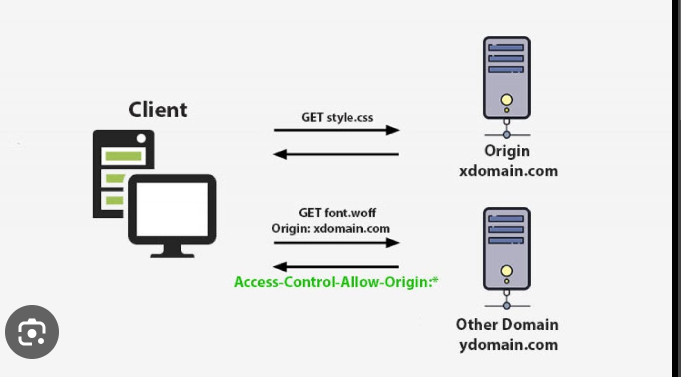 Client
GET style.css
Origin
xdomain.com
GET font.woff
Origin: xdomain.com
Access-Control-Allow-Origin:*
Other Domain
ydomain.com